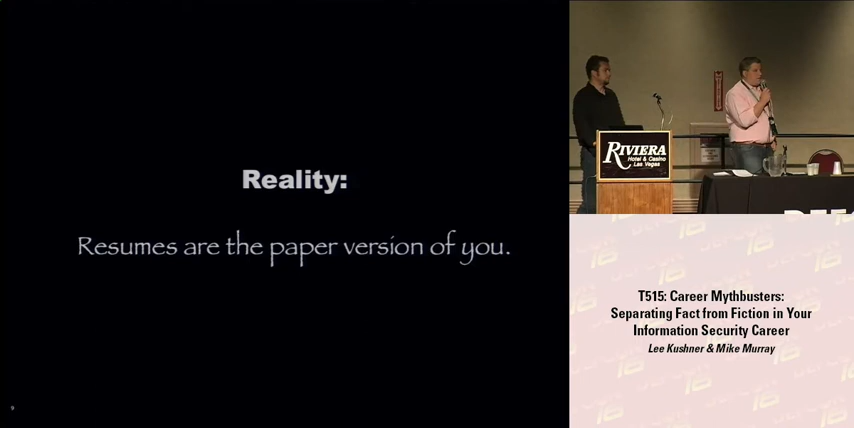 Reality:
Resumes are the paper version of you.
9
RIVIERA
Hotel & Casino
Las Vegas
T515: Career Mythbusters:
Separating Fact from Fiction in Your
Information Security Career
Lee Kushner & Mike Murray